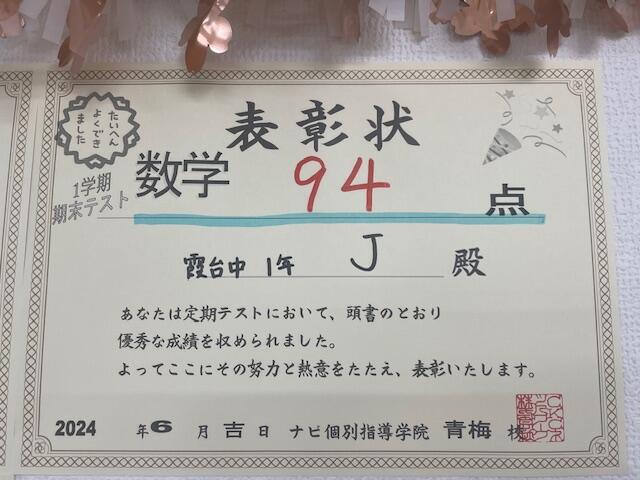 たいへん
よくでき
ました
表彰状
1学期
期末テスト
数学 94 点
霞台中 1年 J 殿
あなたは定期テストにおいて、頭書のとおり
優秀な成績を収められました。
よってここにその努力と熱意をたたえ、表彰いたします。
2024 年 6 月 吉 日 ナビ個別指導学院 青梅 校